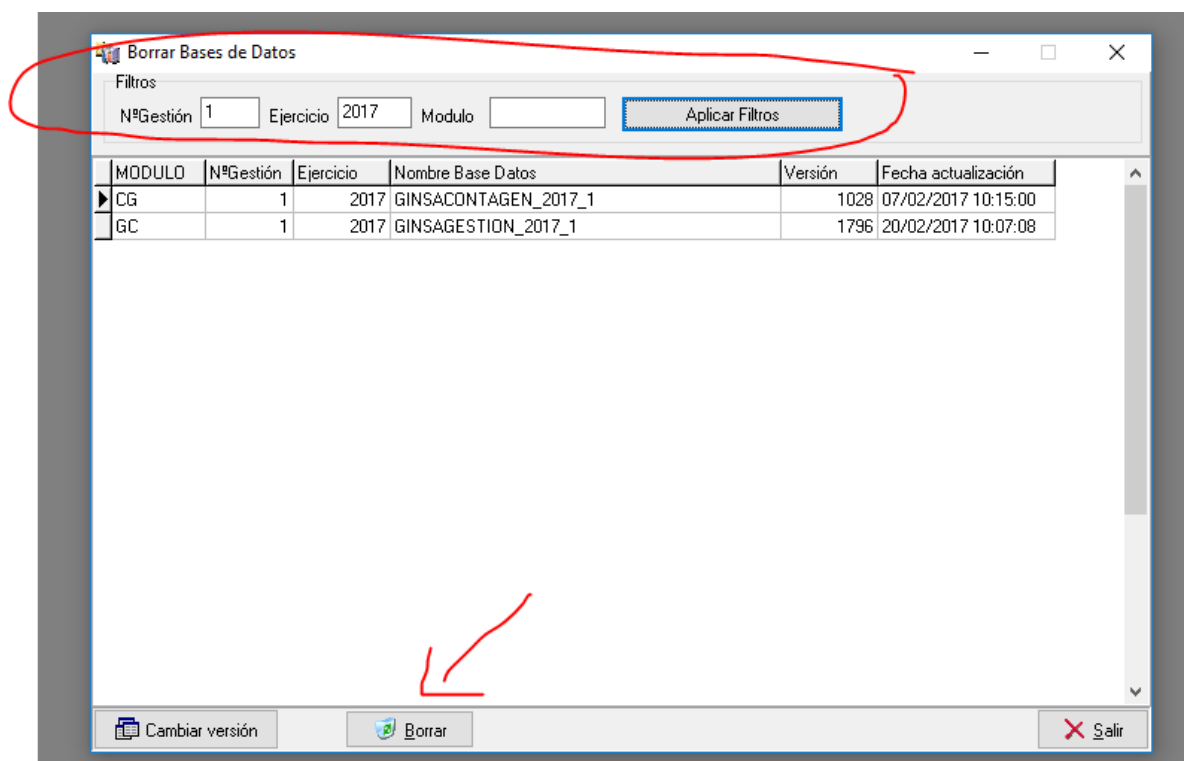 Borrar Bases de Datos
Filtros
NºGestión 1 Ejercicio 2017 Modulo Aplicar Filtros
MODULO NºGestión Ejercicio Nombre Base Datos Versión Fecha actualización
CG 1 2017 GINSACONTAGEN_2017_1 1028 07/02/2017 10:15:00
GC 1 2017 GINSAGESTION_2017_1 1796 20/02/2017 10:07:08
Cambiar versión Borrar Salir